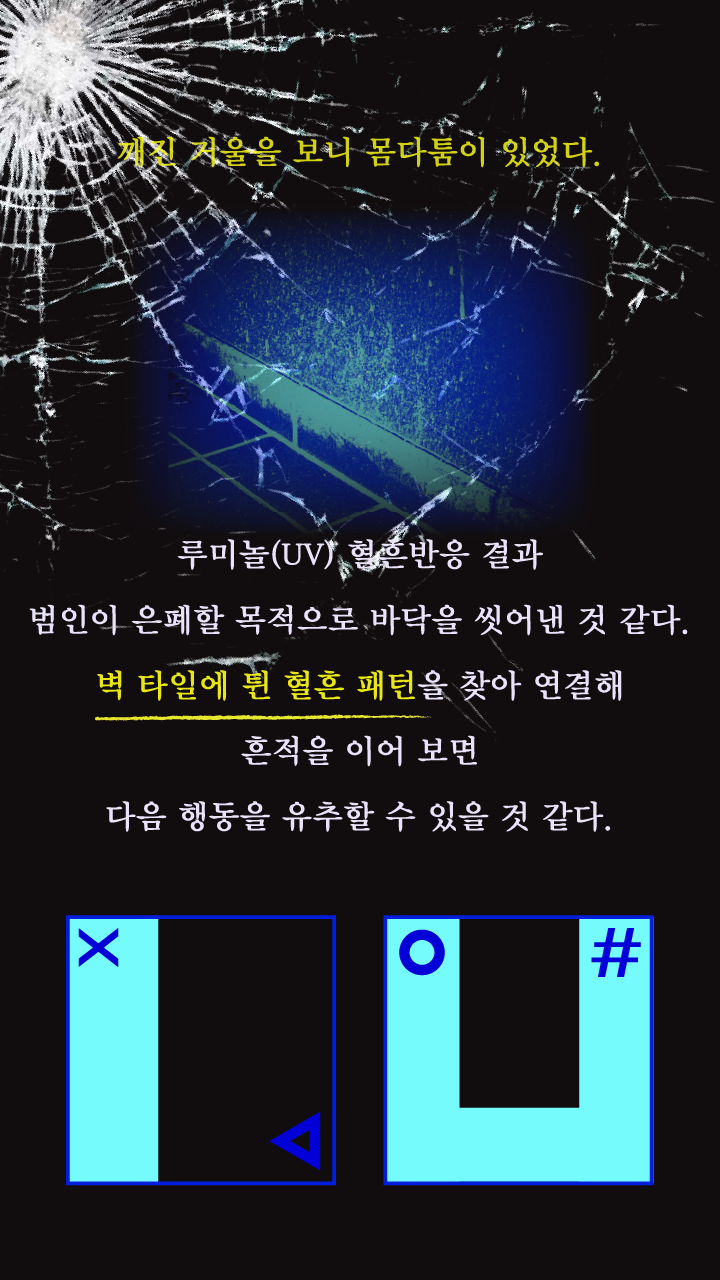 깨진 거울을 보니 몸다툼이 있었다.
루미놀(UV) 혈흔반응 결과
범인이 은폐할 목적으로 바닥을 씻어낸 것 같다.
벽 타일에 튄 혈흔 패턴을 찾아 연결해
흔적을 이어 보면
다음 행동을 유추할 수 있을 것 같다.
X O #